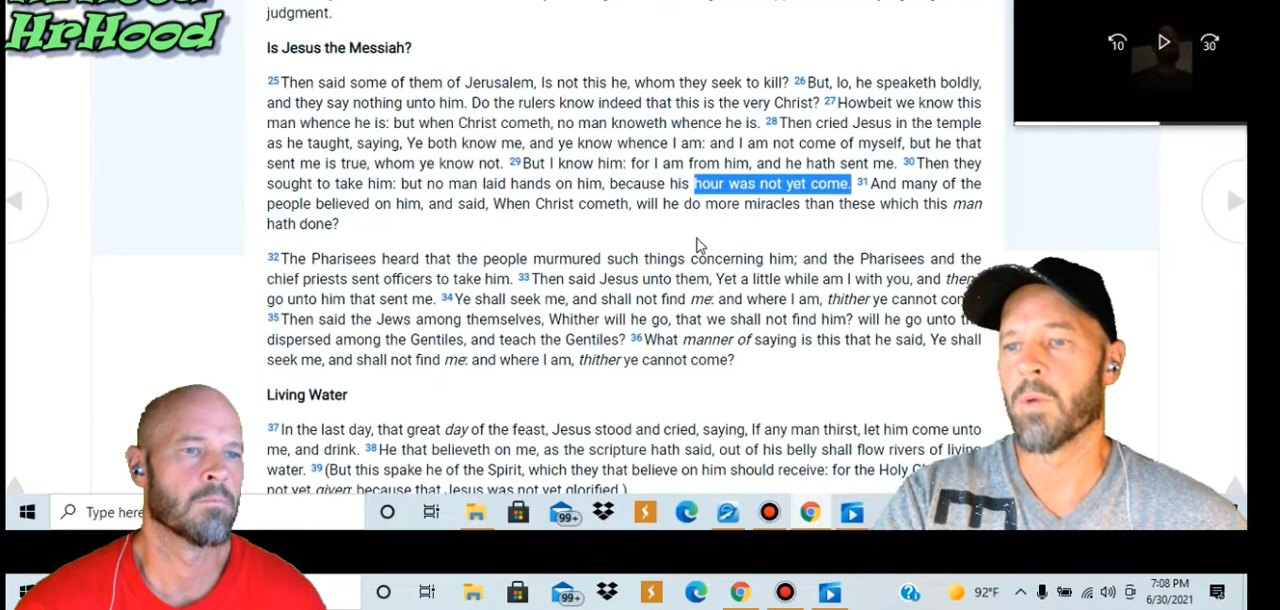 HrHood
judgment.
Is Jesus the Messiah?
25 Then said some of them of Jerusalem, Is not this he, whom they seek to kill? 26 But, lo, he speaketh boldly,
and they say nothing unto him. Do the rulers know indeed that this is the very Christ? 27 Howbeit we know this
man whence he is: but when Christ cometh, no man knoweth whence he is. 28 Then cried Jesus in the temple
as he taught, saying, Ye both know me, and ye know whence I am: and I am not come of myself, but he that
sent me is true, whom ye know not. 29 But I know him: for I am from him, and he hath sent me. 30 Then they
sought to take him: but no man laid hands on him, because his hour was not yet come. 31 And many of the
people believed on him, and said, When Christ cometh, will he do more miracles than these which this man
hath done?
32 The Pharisees heard that the people murmured such things concerning him; and the Pharisees and the
chief priests sent officers to take him. 33 Then said Jesus unto them, Yet a little while am I with you, and then
go unto him that sent me. 34 Ye shall seek me, and shall not find me: and where I am, thither ye cannot
35 Then said the Jews among themselves, Whither will he go, that we shall not find him? will he go unto
dispersed among the Gentiles, and teach the Gentiles? 36 What manner of saying is this that he said, Ye shall
seek me, and shall not find me: and where I am, thither ye cannot come?
Living Water
37 In the last day, that great day of the feast, Jesus stood and cried, saying, If any man thirst, let him come unto
me, and drink. 38 He that believeth on me, as the scripture hath said, out of his belly shall flow rivers of living
water. 39 (But this spake he of the Spirit, which they that believe on him should receive: for the Holy
not yet given; because that Jesus was not yet glorified.)
10
30
Type here
99+
99+
92°F
7:08 PM
6/30/2021